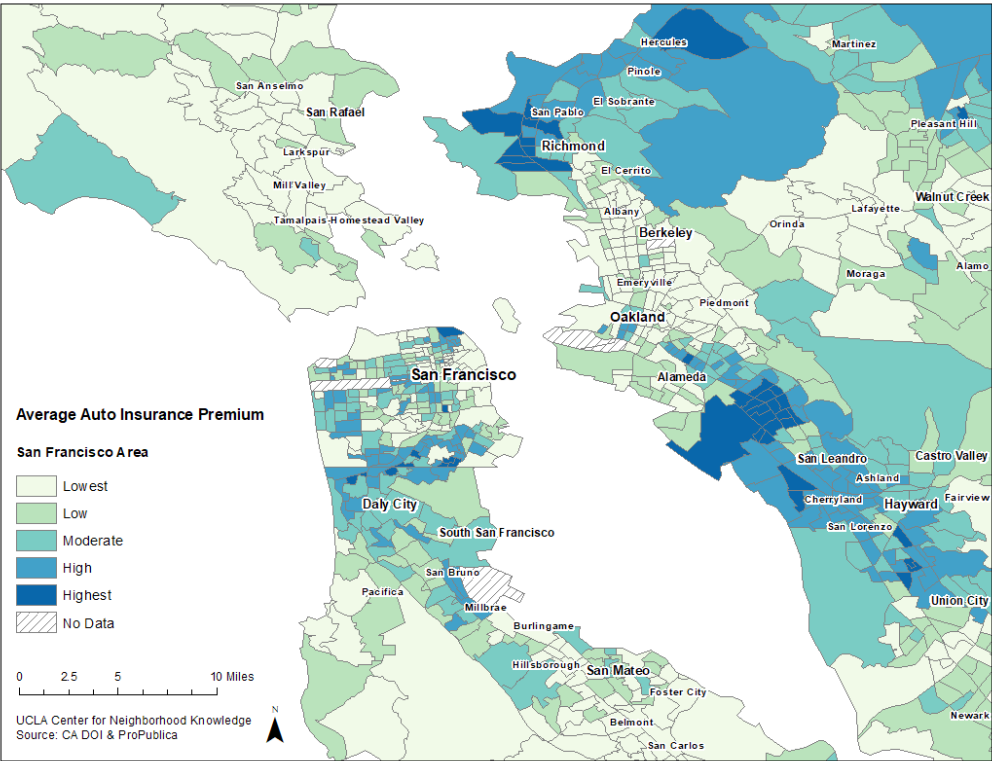 Hercules
Martinez
Pinole
San Anselmo
El Sobrante
San Rafael
San Pablo
Pleasant Hill
Richmond
Larkspur
El Cerrito
Mill Valley
Walnut Creek
Albany
Lafayette
Tamalpais-Homestead Valley
Orinda
Berkeley
Alamo
Moraga
Emeryville
Piedmont
Oakland
San Francisco
Alameda
Average Auto Insurance Premium
San Francisco Area
Castro Valley
San Leandro
Ashland
Lowest
Cherryland
Fairview
Daly City
Hayward
Low
San Lorenzo
South San Francisco
Moderate
High
San Bruno
Highest
Pacifica
Union City
Millbrae
No Data
Burlingame
Hillsborough
San Mateo
0 2.5 5 10 Miles
Foster City
N
Newark
UCLA Center for Neighborhood Knowledge
Belmont
Source: CA DOI & ProPublica
San Carlos